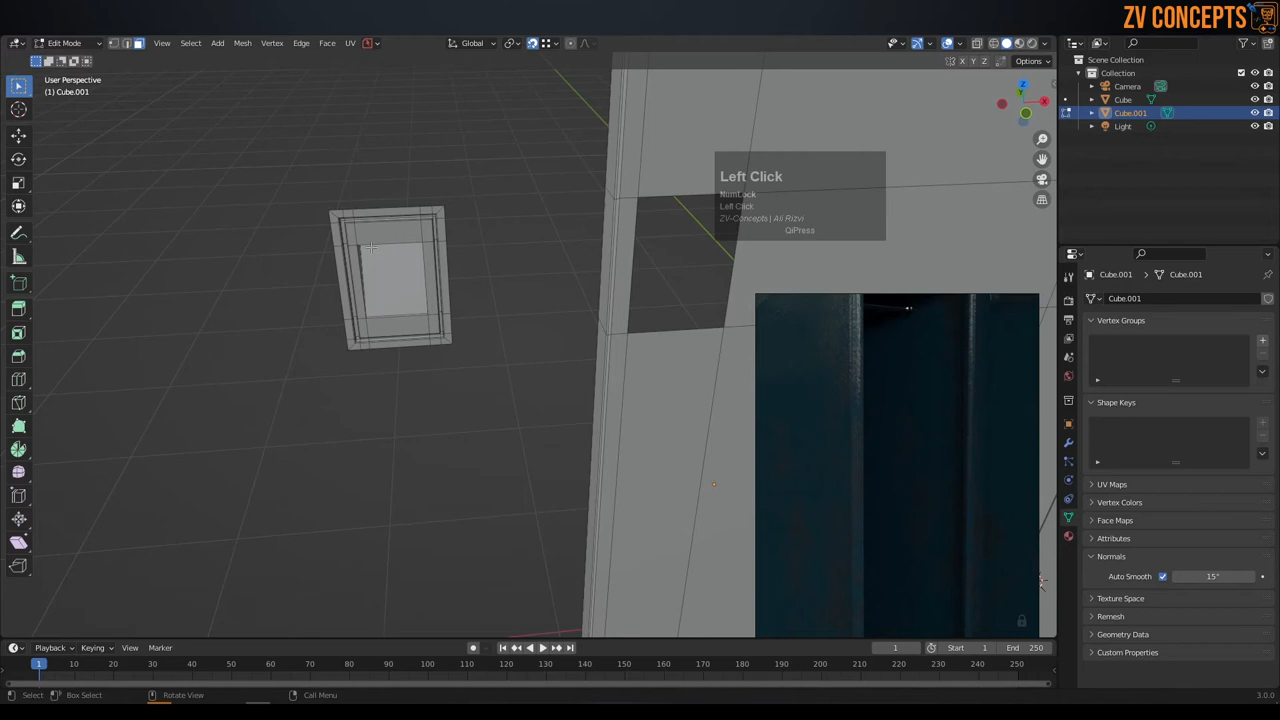 ZV CONCEPTS
Edit Mode
View Select Add Mesh Vertex Edge Face UV
Global
Scene Collection
Collection
Camera
Cube
Cube.001
Light
X Y Z
Options
User Perspective
(1) Cube.001
Z
X
Left Click
NumLock
Left Click
ZV-Concepts | Ali Rizvi
QiPress
Cube.001 > Cube.001
Cube.001
Vertex Groups
Shape Keys
UV Maps
Vertex Colors
Face Maps
Attributes
Normals
Auto Smooth 15°
Texture Space
Remesh
Geometry Data
Custom Properties
Playback Keying View Marker
1 Start 1 End 250
1 10 20 30 40 50 60 70 80 90 100 110 120 130 140 150 160 170 180 190 200 210 220 230 240 250
Select Box Select Rotate View Call Menu
3.0.0